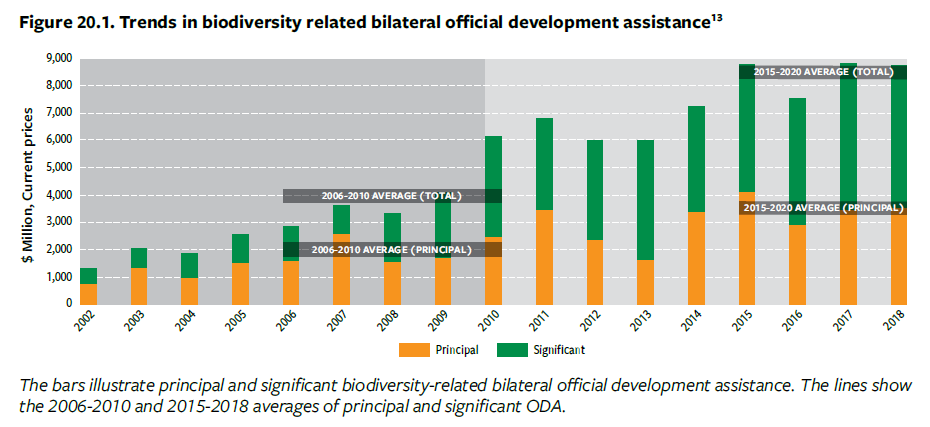 Figure 20.1. Trends in biodiversity related bilateral official development assistance13
$ Million, Current prices
9,000
8,000
7,000
6,000
5,000
4,000
3,000
2,000
1,000
0
2015-2020 AVERAGE (TOTAL)
2006-2010 AVERAGE (TOTAL)
2015-2020 AVERAGE (PRINCIPAL)
2006-2010 AVERAGE (PRINCIPAL)
2002 2003 2004 2005 2006 2007 2008 2009 2010 2011 2012 2013 2014 2015 2016 2017 2018
Principal Significant
The bars illustrate principal and significant biodiversity-related bilateral official development assistance. The lines show
the 2006-2010 and 2015-2018 averages of principal and significant ODA.